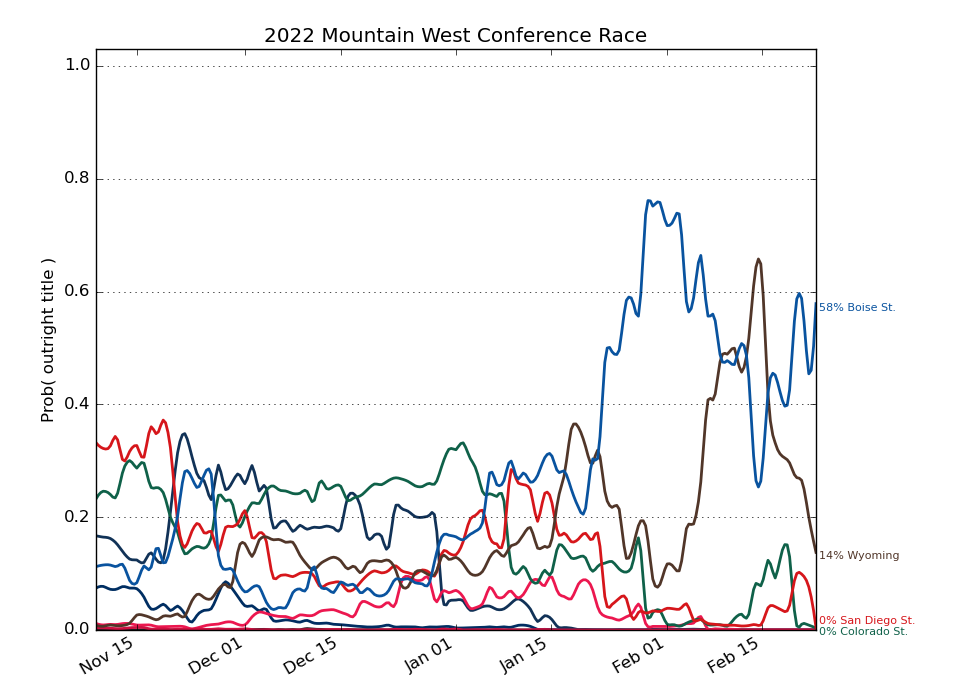 2022 Mountain West Conference Race
Prob( outright title )
1.0
0.8
0.6
0.4
0.2
0.0
58% Boise St.
14% Wyoming
0% San Diego St.
0% Colorado St.
Nov 15
Dec 01
Dec 15
Jan 01
Jan 15
Feb 01
Feb 15